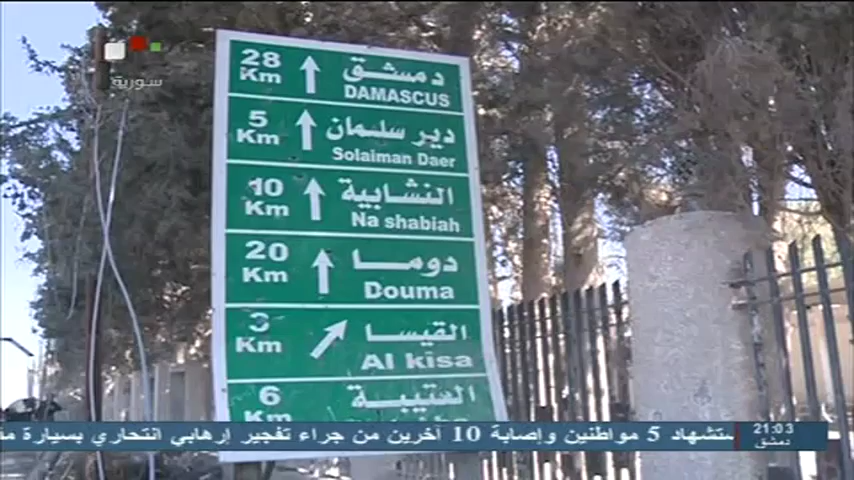 سورية
28 Km دمشق
DAMASCUS
5 Km دير سلمان
Solaiman Daer
10 Km النشابية
Na shabiah
20 Km دوما
Douma
3 Km القيسا
Al kisa
6 Km العتيبة
ستشهاد 5 مواطنين وإصابة 10 آخرين من جراء تفجير إرهابي انتحاري بسيارة
21:03
دمشق